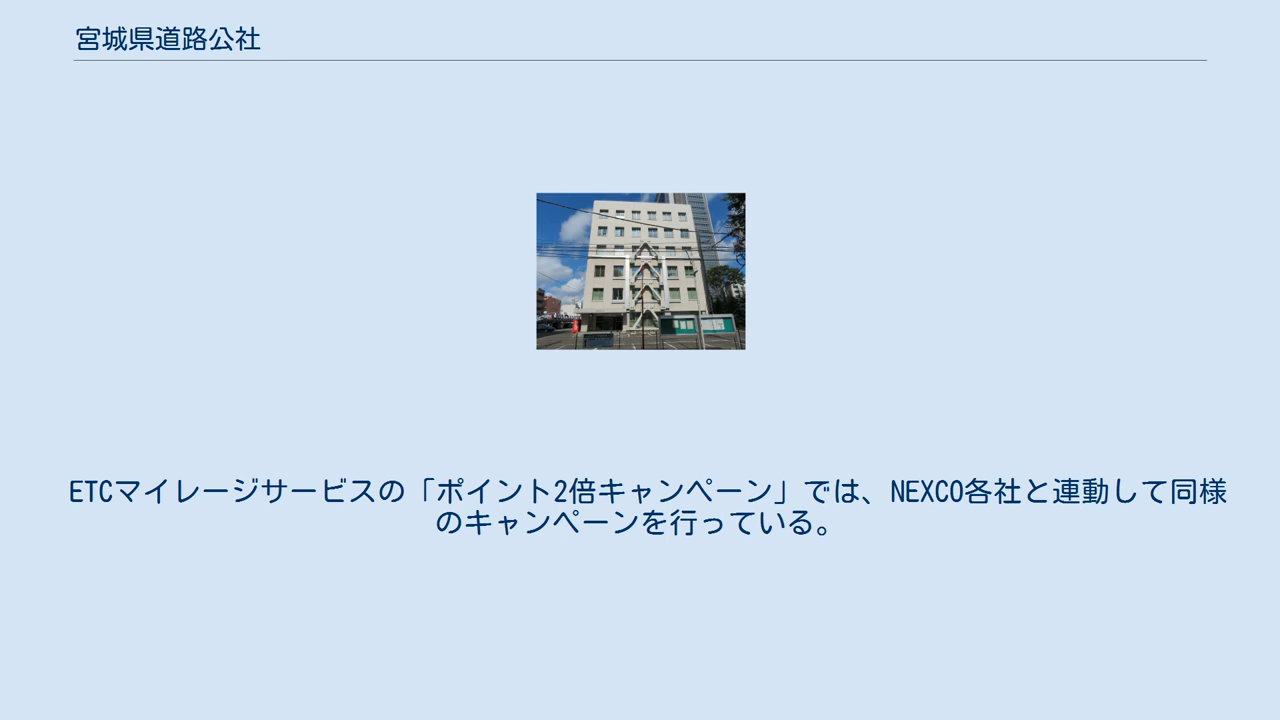 宮城県道路公社
ETCマイレージサービスの「ポイント2倍キャンペーン」では、NEXCO各社と連動して同様
のキャンペーンを行っている。